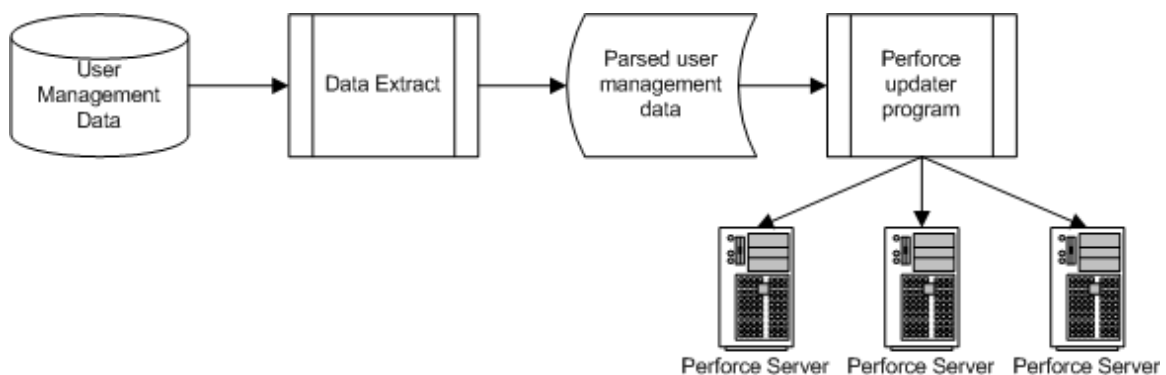 User
Management
Data
Data Extract
Parsed user
management
data
Perforce
updater
program
Perforce Server
Perforce Server
Perforce Server